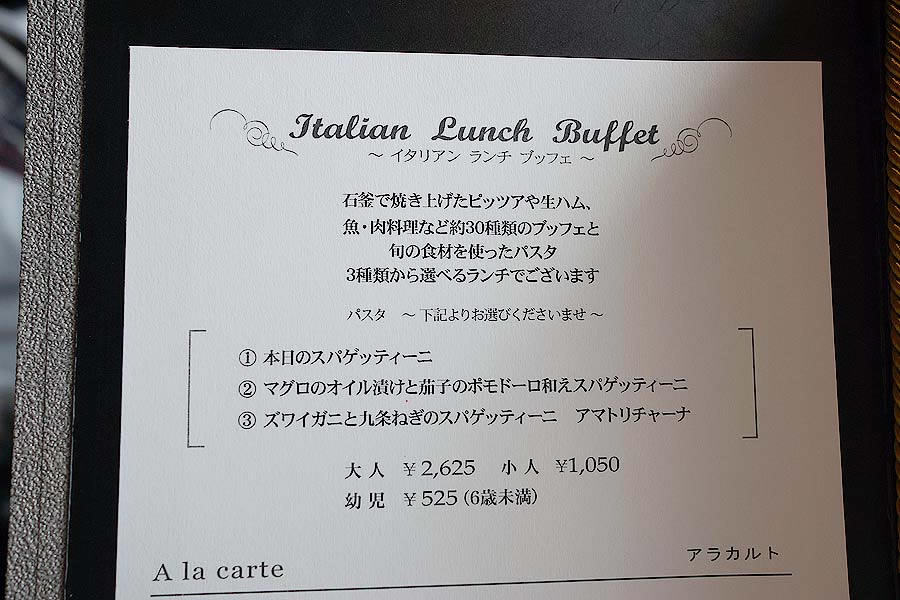 Italian Lunch Buffet
～ イタリアン ランチ ブッフェ ～
石釜で焼き上げたピッツアや生ハム、
魚・肉料理など約30種類のブッフェと
旬の食材を使ったパスタ
3種類から選べるランチでございます
パスタ ～ 下記よりお選びくださいませ ～
① 本日のスパゲッティーニ
② マグロのオイル漬けと茄子のポモドーロ和えスパゲッティーニ
③ ズワイガニと九条ねぎのスパゲッティーニ アマトリチャーナ
大人 ￥2,625 小人 ￥1,050
幼児 ￥525 (6歳未満)
A la carte アラカルト